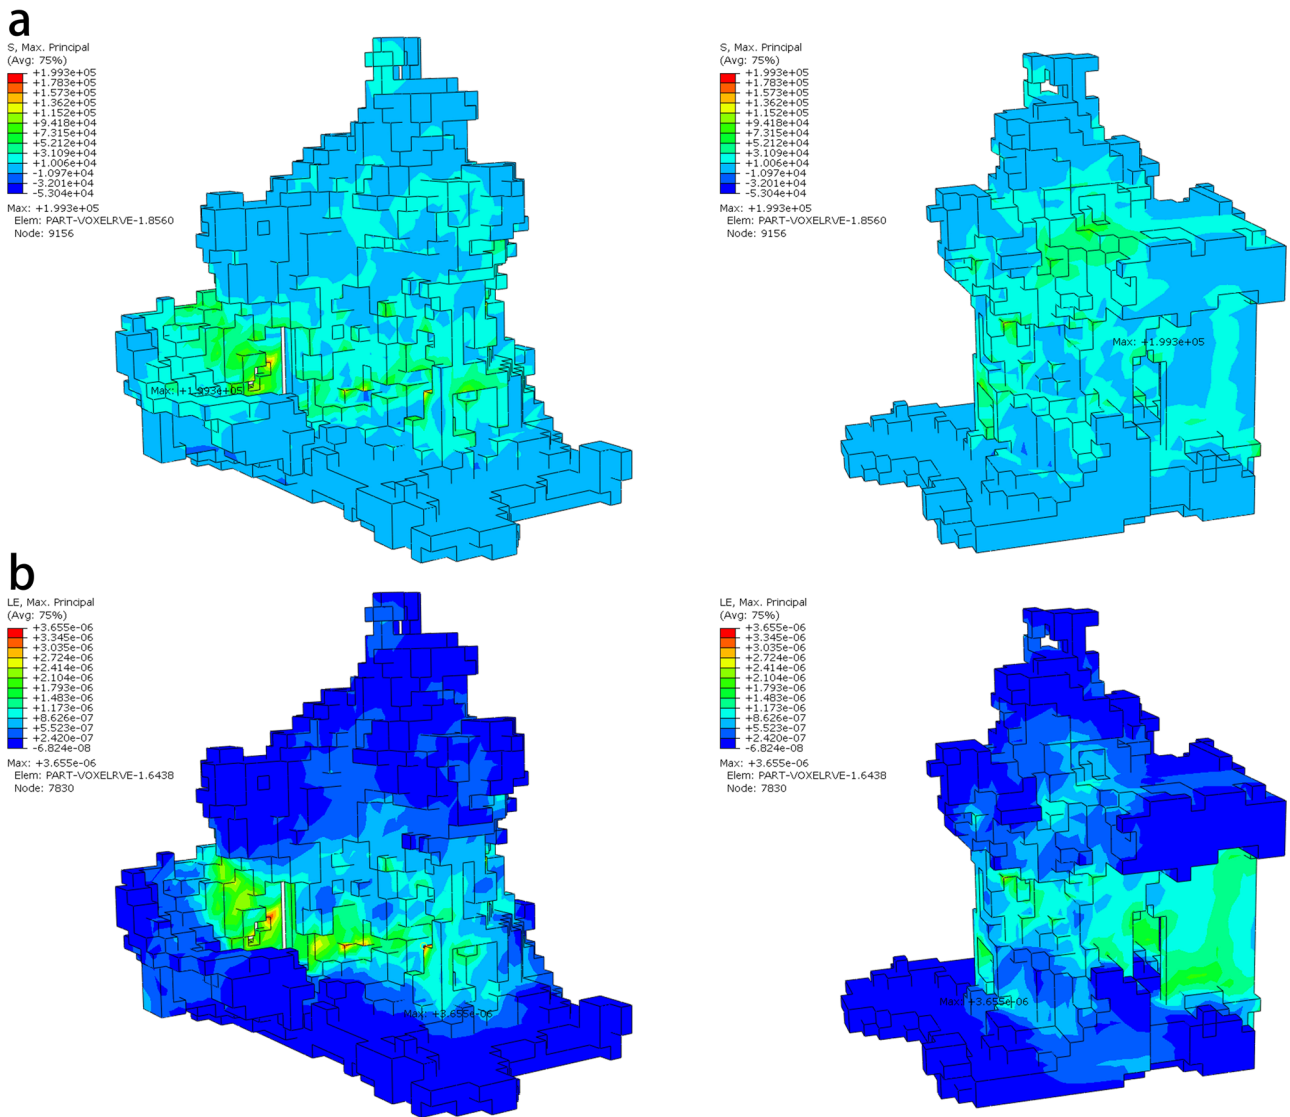 a
S, Max. Principal
(Avg: 75%)
+1.993e+05
+1.783e+05
+1.573e+05
+1.362e+05
+1.152e+05
+9.418e+04
+7.315e+04
+5.212e+04
+3.109e+04
+1.006e+04
-1.097e+04
-3.201e+04
-5.304e+04
Max: +1.993e+05
Elem: PART-VOXELRVE-1.8560
Node: 9156
Max: +1.993e+05
S, Max. Principal
(Avg: 75%)
+1.993e+05
+1.783e+05
+1.573e+05
+1.362e+05
+1.152e+05
+9.418e+04
+7.315e+04
+5.212e+04
+3.109e+04
+1.006e+04
-1.097e+04
-3.201e+04
-5.304e+04
Max: +1.993e+05
Elem: PART-VOXELRVE-1.8560
Node: 9156
Max: +1.993e+05
b
LE, Max. Principal
(Avg: 75%)
+3.655e-06
+3.345e-06
+3.035e-06
+2.724e-06
+2.414e-06
+2.104e-06
+1.793e-06
+1.483e-06
+1.173e-06
+8.626e-07
+5.523e-07
+2.420e-07
-6.824e-08
Max: +3.655e-06
Elem: PART-VOXELRVE-1.6438
Node: 7830
Max: +3.655e-06
LE, Max. Principal
(Avg: 75%)
+3.655e-06
+3.345e-06
+3.035e-06
+2.724e-06
+2.414e-06
+2.104e-06
+1.793e-06
+1.483e-06
+1.173e-06
+8.626e-07
+5.523e-07
+2.420e-07
-6.824e-08
Max: +3.655e-06
Elem: PART-VOXELRVE-1.6438
Node: 7830
Max: +3.655e-06